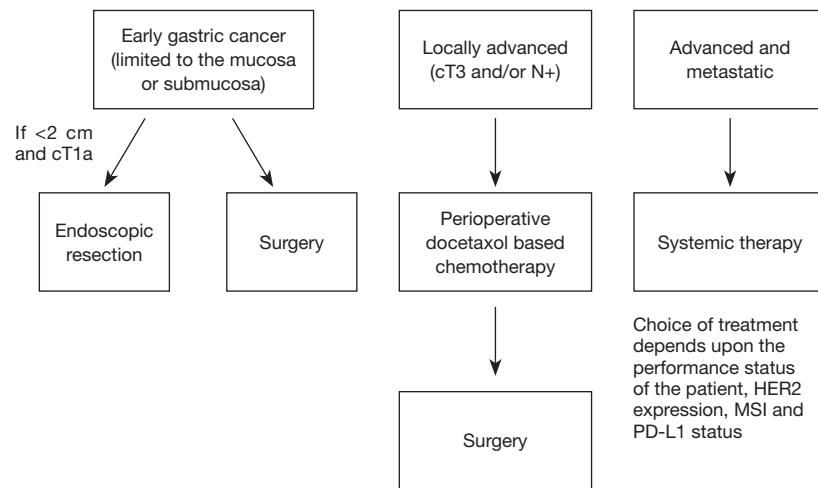 Early gastric cancer
(limited to the mucosa
or submucosa)
Locally advanced
(cT3 and/or N+)
Advanced and
metastatic
If <2 cm
and cT1a
Endoscopic
resection
Surgery
Perioperative
docetaxol based
chemotherapy
Systemic therapy
Choice of treatment
depends upon the
performance status
of the patient, HER2
expression, MSI and
PD-L1 status
Surgery